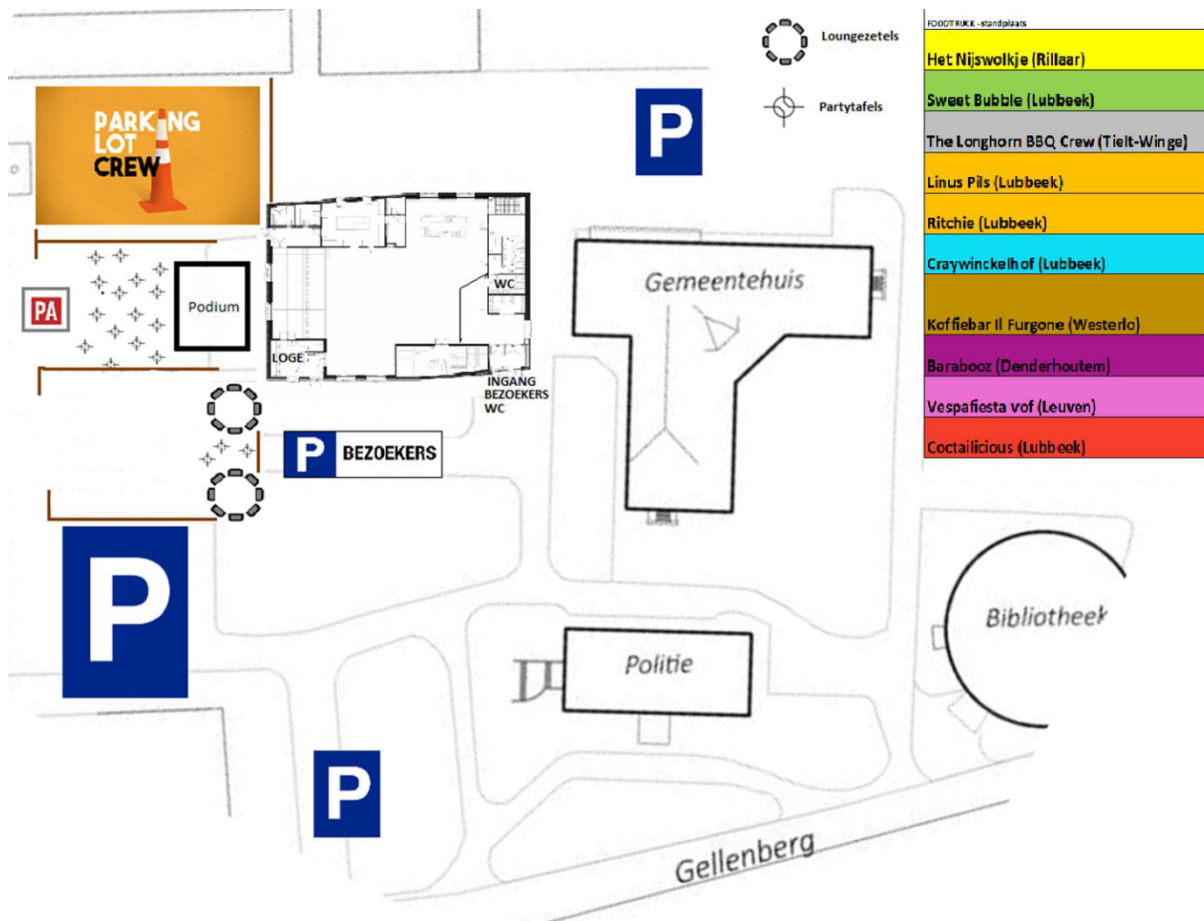 FOODTRUCK - standplaats
Loungezetels
Het Nijswolkje (Rillaar)
Sweet Bubble (Lubbeek)
Partytafels
P
PARKING
LOT
CREW
The Longhorn BBQ Crew (Tielt-Winge)
Linus Pils (Lubbeek)
Ritchie (Lubbeek)
Craywinckelhof (Lubbeek)
Koffiebar Il Furgone (Westerlo)
Barabooz (Denderhoutem)
Vespafiesta vof (Leuven)
Coctailicious (Lubbeek)
Gemeentehuis
WC
PA
Podium
LOGE
INGANG
BEZOEKERS
WC
P BEZOEKERS
P
Bibliotheek
Politie
P
Gellenberg